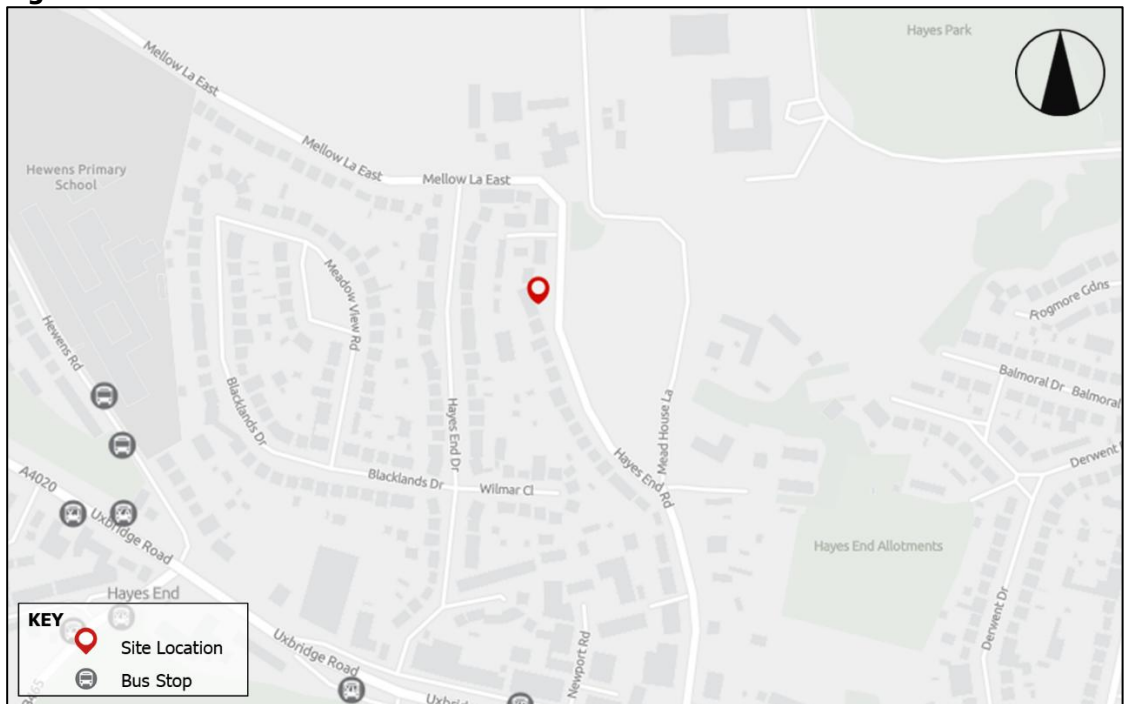 Mellow La East
Hayes Park
Hewens Primary
School
Mellow La East
Mellow La East
Meadow View Rd
Frogmore Gdns
Hewens Rd
Balmoral Dr
Balmoral
Blacklands Dr
Hayes End Dr
Mead House La
Hayes End Rd
Derwent
Blacklands Dr
Wilmar Cl
A4020
Uxbridge Road
Hayes End Allotments
Hayes End
Derwent Dr
Newport Rd
Uxbridge Road
KEY
Site Location
Bus Stop